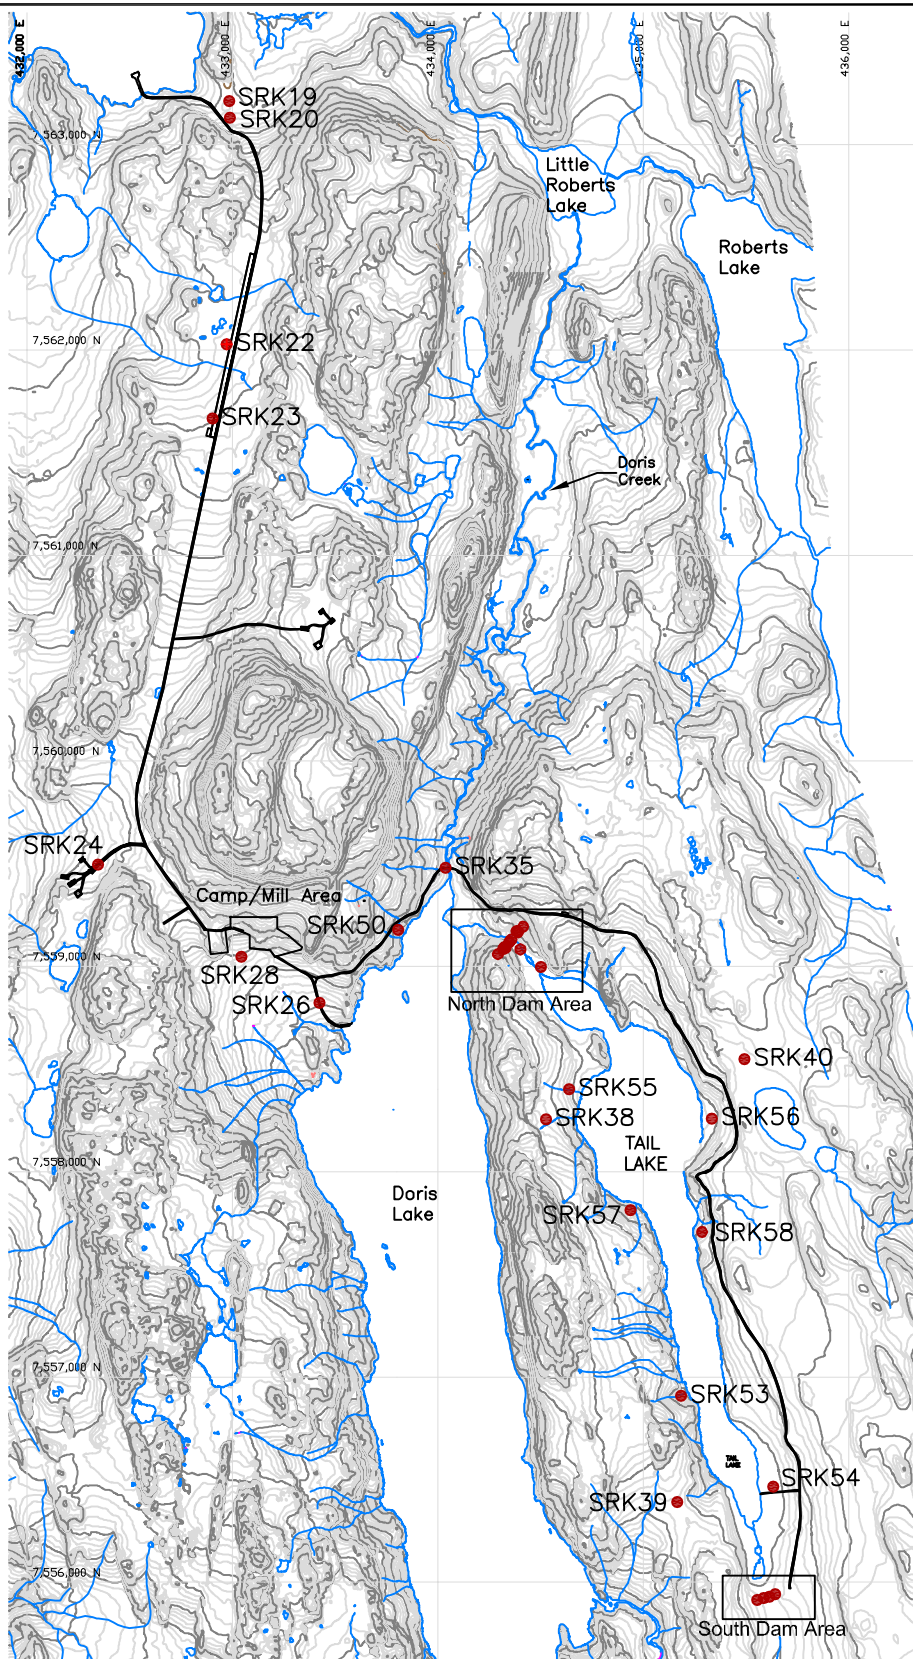 432,000 E
433,000 E
434,000 E
435,000 E
436,000 E
SRK19
SRK20
7,563,000 N
Little
Roberts
Lake
Roberts
Lake
7,562,000 N
SRK22
SRK23
Doris
Creek
7,561,000 N
7,560,000 N
SRK24
SRK35
Camp/Mill Area
SRK50
7,559,000 N
SRK28
SRK26
North Dam Area
SRK40
SRK55
SRK38
SRK56
TAIL
LAKE
7,558,000 N
Doris
Lake
SRK57
SRK58
7,557,000 N
SRK53
TAIL
LAKE
SRK54
SRK39
7,556,000 N
South Dam Area